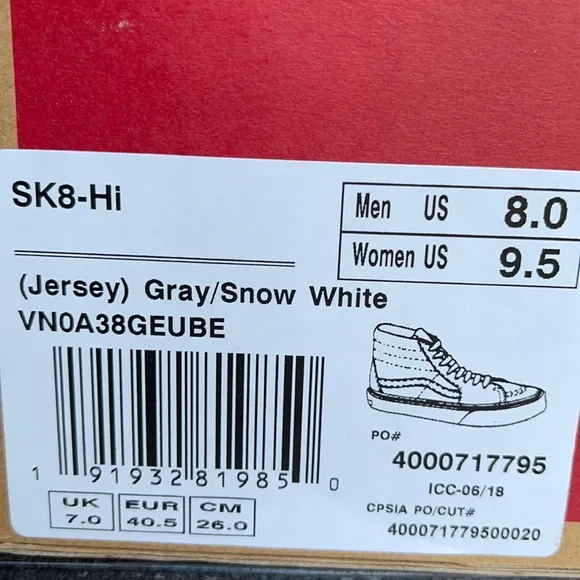 SK8-Hi
Men US 8.0
Women US 9.5
(Jersey) Gray/Snow White
VN0A38GEUBE
1 91932 81985 0
UK 7.0
EUR 40.5
CM 26.0
PO#
4000717795
ICC-06/18
CPSIA PO/CUT#
400071779500020